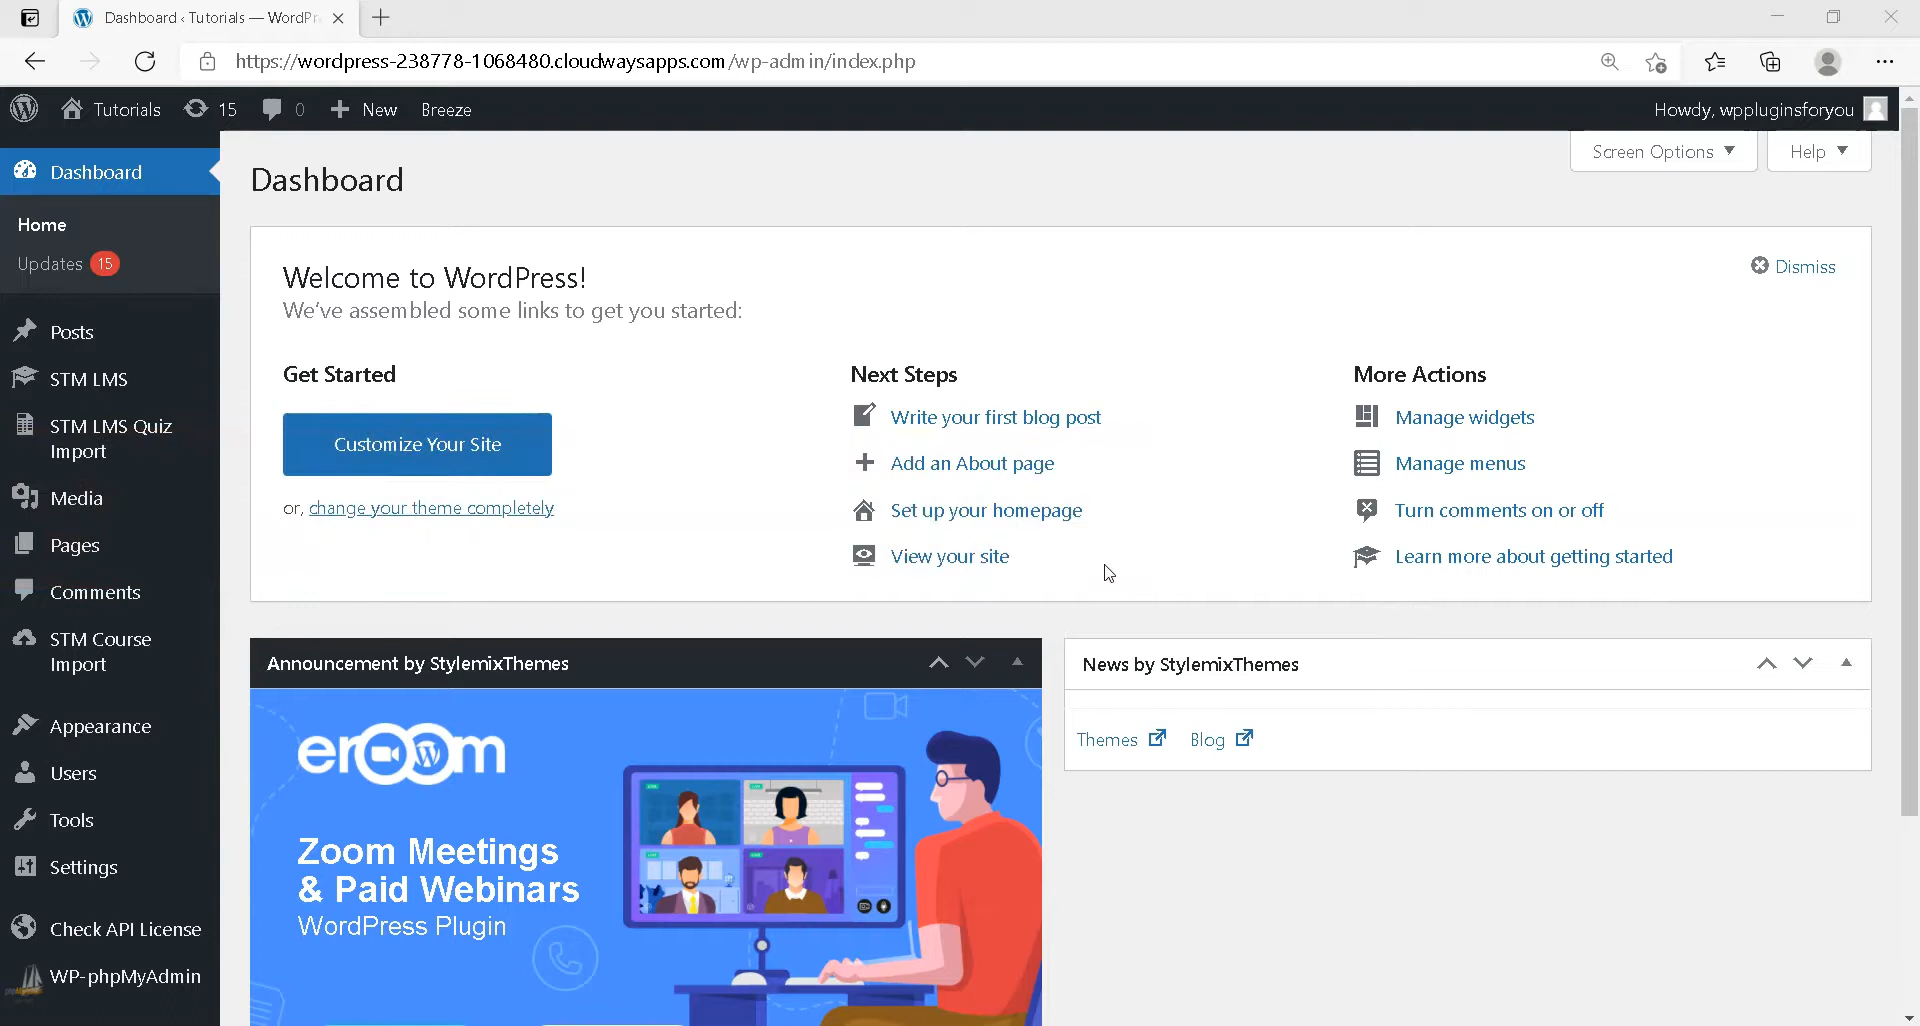 Dashboard ‹ Tutorials — WordPr
https://wordpress-238778-1068480.cloudwaysapps.com/wp-admin/index.php
Tutorials 15 0 New Breeze Howdy, wppluginsforyou
Dashboard
Home
Updates 15
Posts
STM LMS
STM LMS Quiz
Import
Media
Pages
Comments
STM Course
Import
Appearance
Users
Tools
Settings
Check API License
WP-phpMyAdmin
Screen Options Help
Dashboard
Welcome to WordPress!
Dismiss
We've assembled some links to get you started:
Get Started
Customize Your Site
or, change your theme completely
Next Steps
Write your first blog post
Add an About page
Set up your homepage
View your site
More Actions
Manage widgets
Manage menus
Turn comments on or off
Learn more about getting started
Announcement by StylemixThemes
eroom
Zoom Meetings
& Paid Webinars
WordPress Plugin
News by StylemixThemes
Themes Blog